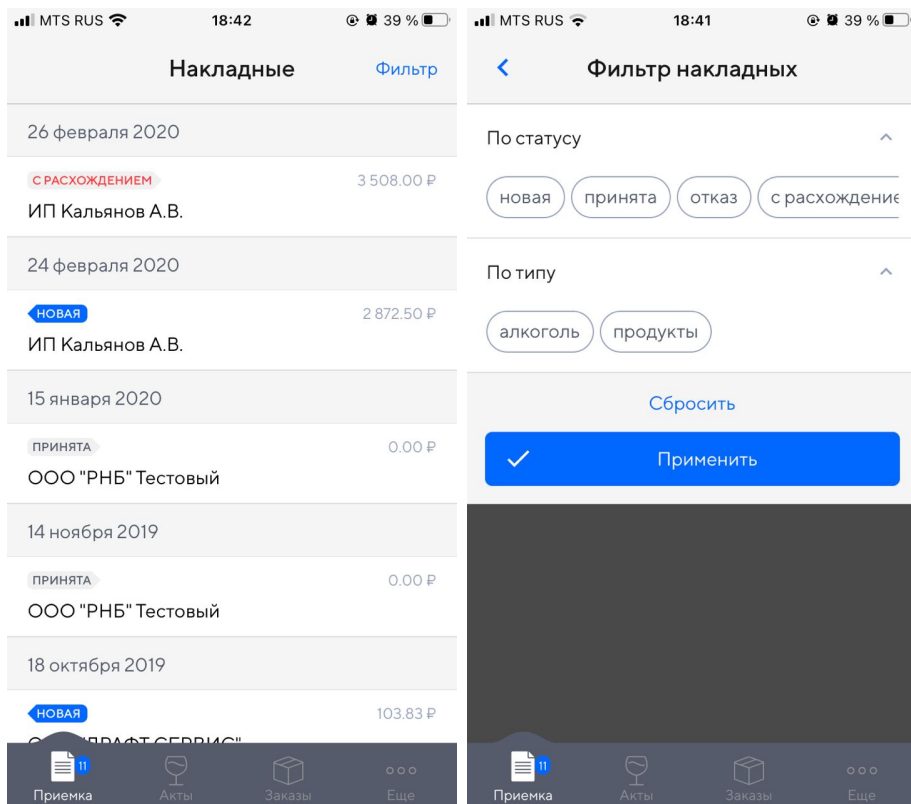 MTS RUS 18:42 39 %
Накладные Фильтр
26 февраля 2020
С РАСХОЖДЕНИЕМ 3 508.00 ₽
ИП Кальянов А.В.
24 февраля 2020
НОВАЯ 2 872.50 ₽
ИП Кальянов А.В.
15 января 2020
ПРИНЯТА 0.00 ₽
ООО "РНБ" Тестовый
14 ноября 2019
ПРИНЯТА 0.00 ₽
ООО "РНБ" Тестовый
18 октября 2019
НОВАЯ 103.83 ₽
11
Приемка Акты Заказы Еще
MTS RUS 18:41 39 %
Фильтр накладных
По статусу
новая принята отказ с расхождение
По типу
алкоголь продукты
Сбросить
Применить
11
Приемка Акты Заказы Еще